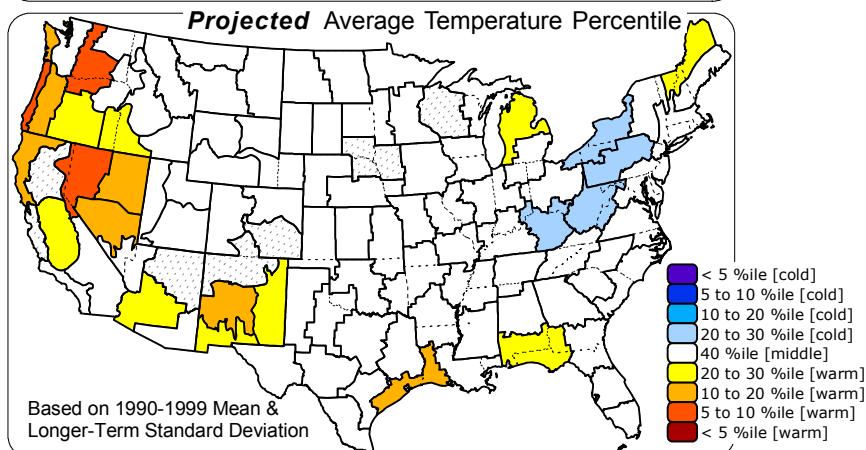 Projected Average Temperature Percentile
< 5 %ile [cold]
5 to 10 %ile [cold]
10 to 20 %ile [cold]
20 to 30 %ile [cold]
40 %ile [middle]
20 to 30 %ile [warm]
10 to 20 %ile [warm]
5 to 10 %ile [warm]
< 5 %ile [warm]
Based on 1990-1999 Mean &
Longer-Term Standard Deviation